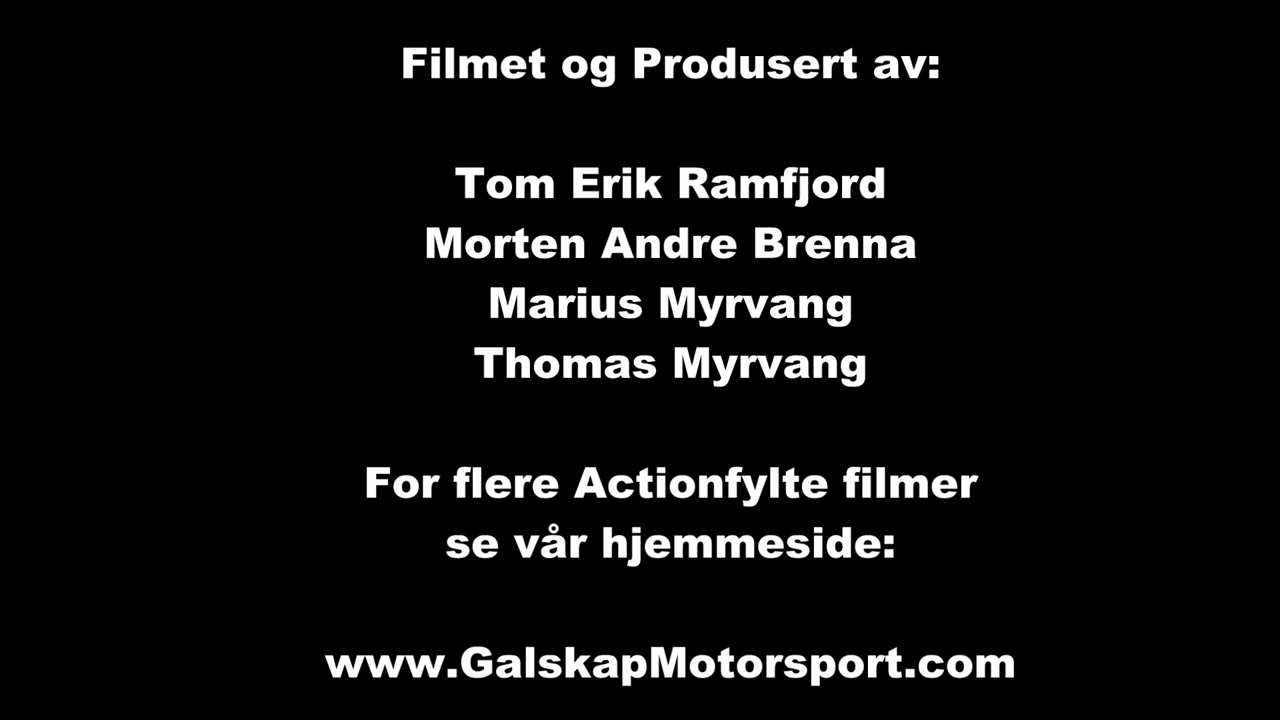 Filmet og Produsert av:
Tom Erik Ramfjord
Morten Andre Brenna
Marius Myrvang
Thomas Myrvang
For flere Actionfylte filmer
se vår hjemmeside:
www.GalskapMotorsport.com